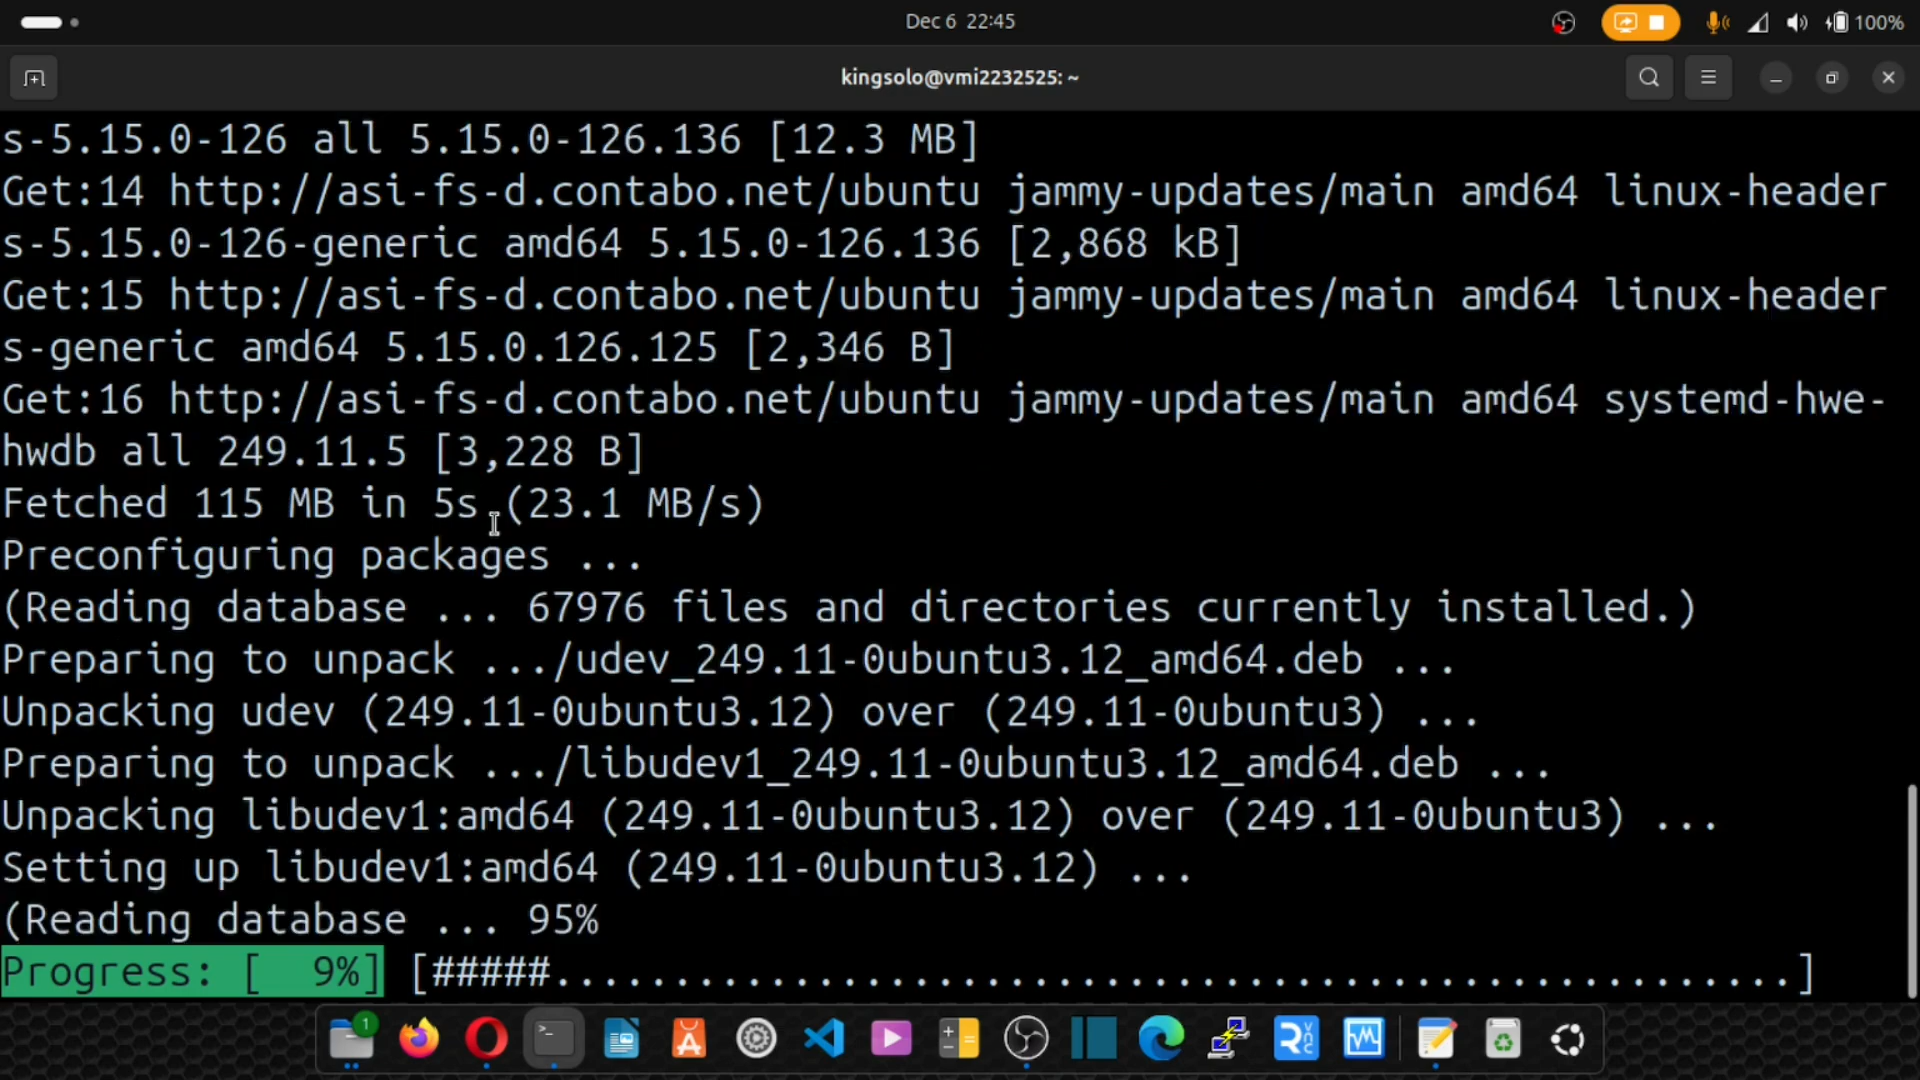 Dec 6 22:45
100%
kingsolo@vmi2232525: ~
s-5.15.0-126 all 5.15.0-126.136 [12.3 MB]
Get:14 http://asi-fs-d.contabo.net/ubuntu jammy-updates/main amd64 linux-header
s-5.15.0-126-generic amd64 5.15.0-126.136 [2,868 kB]
Get:15 http://asi-fs-d.contabo.net/ubuntu jammy-updates/main amd64 linux-header
s-generic amd64 5.15.0.126.125 [2,346 B]
Get:16 http://asi-fs-d.contabo.net/ubuntu jammy-updates/main amd64 systemd-hwe-
hwdb all 249.11.5 [3,228 B]
Fetched 115 MB in 5s (23.1 MB/s)
Preconfiguring packages ...
(Reading database ... 67976 files and directories currently installed.)
Preparing to unpack .../udev_249.11-0ubuntu3.12_amd64.deb ...
Unpacking udev (249.11-0ubuntu3.12) over (249.11-0ubuntu3) ...
Preparing to unpack .../libudev1_249.11-0ubuntu3.12_amd64.deb ...
Unpacking libudev1:amd64 (249.11-0ubuntu3.12) over (249.11-0ubuntu3) ...
Setting up libudev1:amd64 (249.11-0ubuntu3.12) ...
(Reading database ... 95%
Progress: [  9%] [#####....................................................]
1